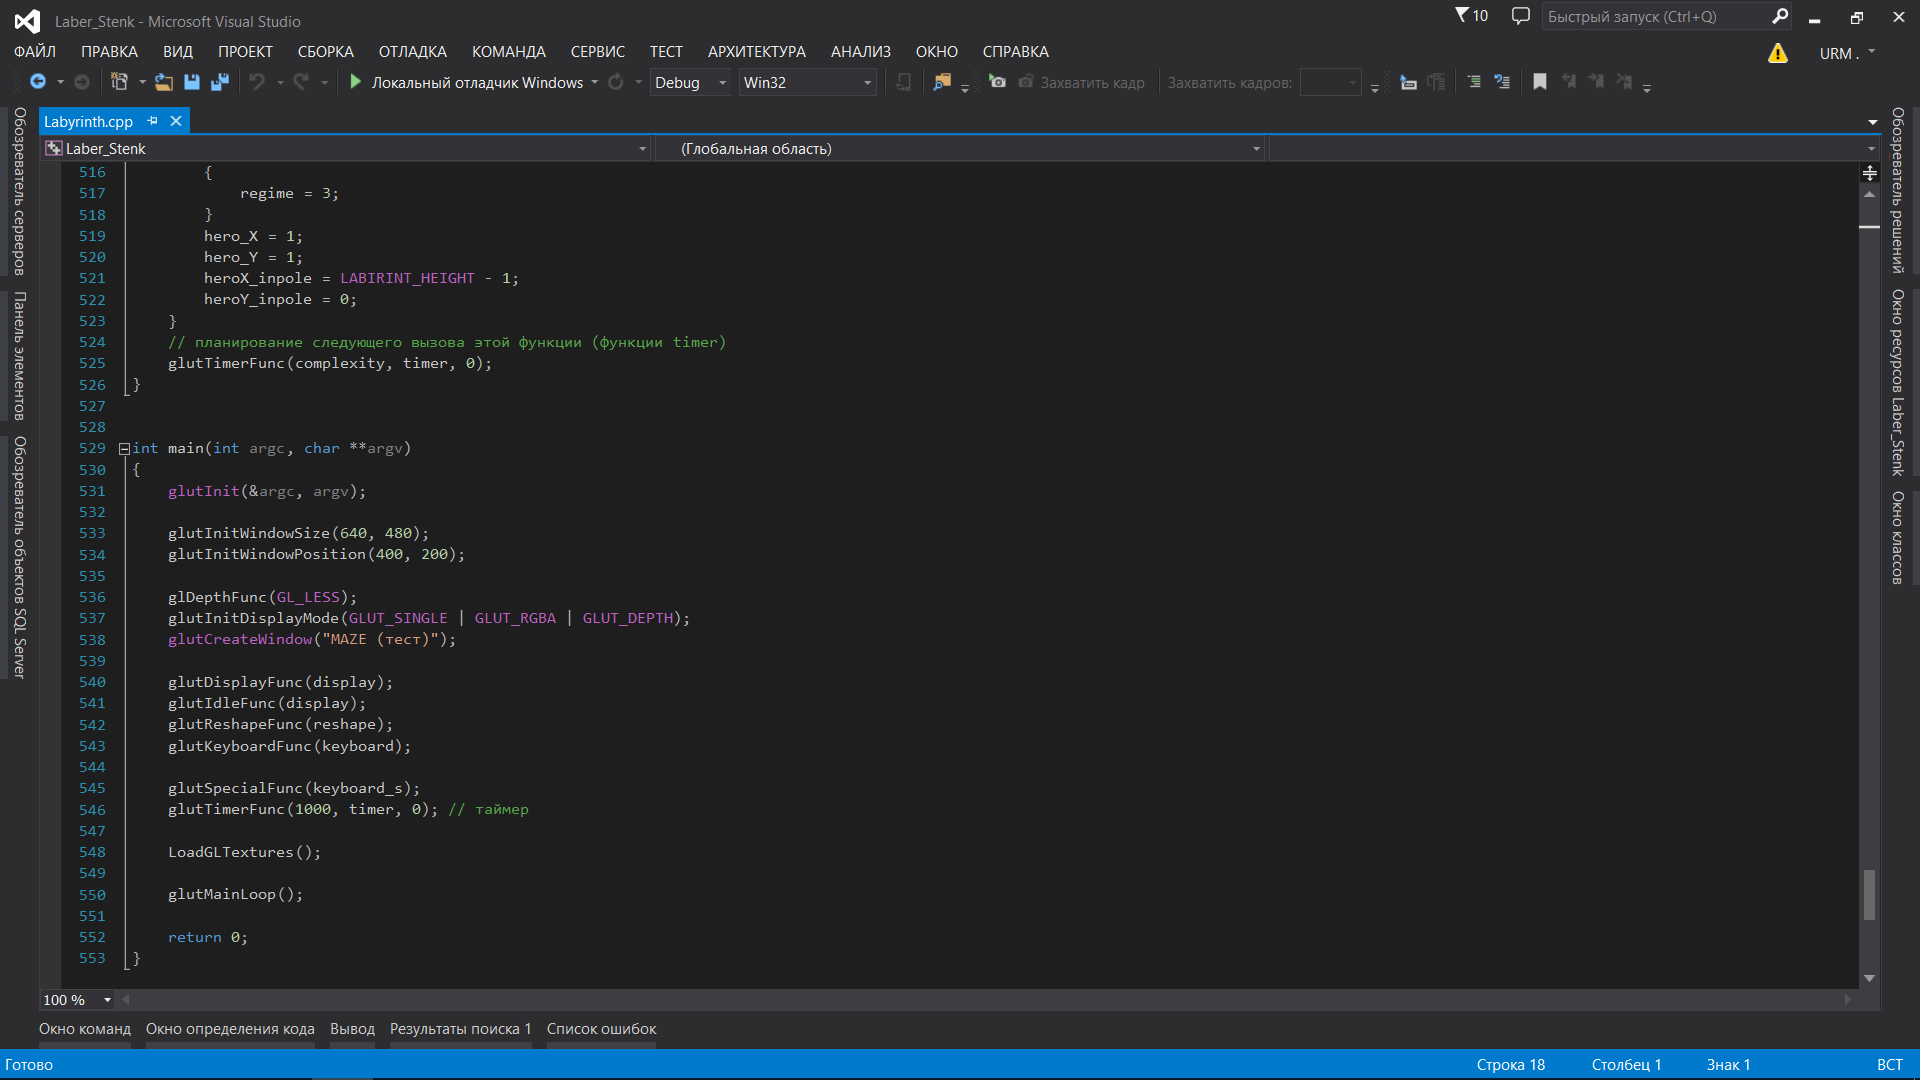 Laber_Stenk - Microsoft Visual Studio
10
Быстрый запуск (Ctrl+Q)
ФАЙЛ ПРАВКА ВИД ПРОЕКТ СБОРКА ОТЛАДКА КОМАНДА СЕРВИС ТЕСТ АРХИТЕКТУРА АНАЛИЗ ОКНО СПРАВКА
URM .
Локальный отладчик Windows Debug Win32 Захватить кадр Захватить кадров:
Labyrinth.cpp
Laber_Stenk (Глобальная область)
516 {
517 regime = 3;
518 }
519 hero_X = 1;
520 hero_Y = 1;
521 heroX_inpole = LABIRINT_HEIGHT - 1;
522 heroY_inpole = 0;
523 }
524 // планирование следующего вызова этой функции (функции timer)
525 glutTimerFunc(complexity, timer, 0);
526 }
527
528
529 int main(int argc, char **argv)
530 {
531 glutInit(&argc, argv);
532
533 glutInitWindowSize(640, 480);
534 glutInitWindowPosition(400, 200);
535
536 glDepthFunc(GL_LESS);
537 glutInitDisplayMode(GLUT_SINGLE | GLUT_RGBA | GLUT_DEPTH);
538 glutCreateWindow("MAZE (тест)");
539
540 glutDisplayFunc(display);
541 glutIdleFunc(display);
542 glutReshapeFunc(reshape);
543 glutKeyboardFunc(keyboard);
544
545 glutSpecialFunc(keyboard_s);
546 glutTimerFunc(1000, timer, 0); // таймер
547
548 LoadGLTextures();
549
550 glutMainLoop();
551
552 return 0;
553 }
Обозреватель серверов
Панель элементов
Обозреватель объектов SQL Server
Обозреватель решений
Окно ресурсов Laber_Stenk
Окно классов
100 %
Окно команд Окно определения кода Вывод Результаты поиска 1 Список ошибок
Готово Строка 18 Столбец 1 Знак 1 ВСТ